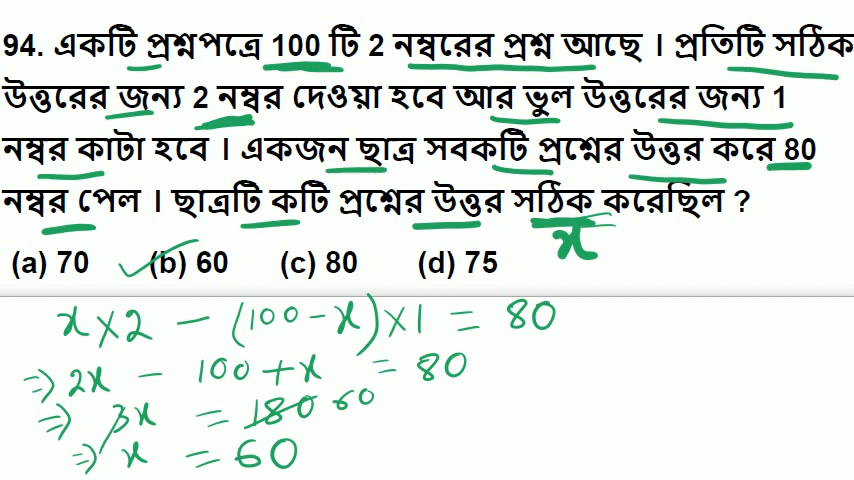 94. একটি প্রশ্নপত্রে 100 টি 2 নম্বরের প্রশ্ন আছে । প্রতিটি সঠিক
উত্তরের জন্য 2 নম্বর দেওয়া হবে আর ভুল উত্তরের জন্য 1
নম্বর কাটা হবে । একজন ছাত্র সবকটি প্রশ্নের উত্তর করে 80
নম্বর পেল । ছাত্রটি কটি প্রশ্নের উত্তর সঠিক করেছিল ?
x
(a) 70 (b) 60 (c) 80 (d) 75
x × 2 - (100 - x) × 1 = 80
⇒ 2x - 100 + x = 80
⇒ 3x = 180 60
⇒ x = 60